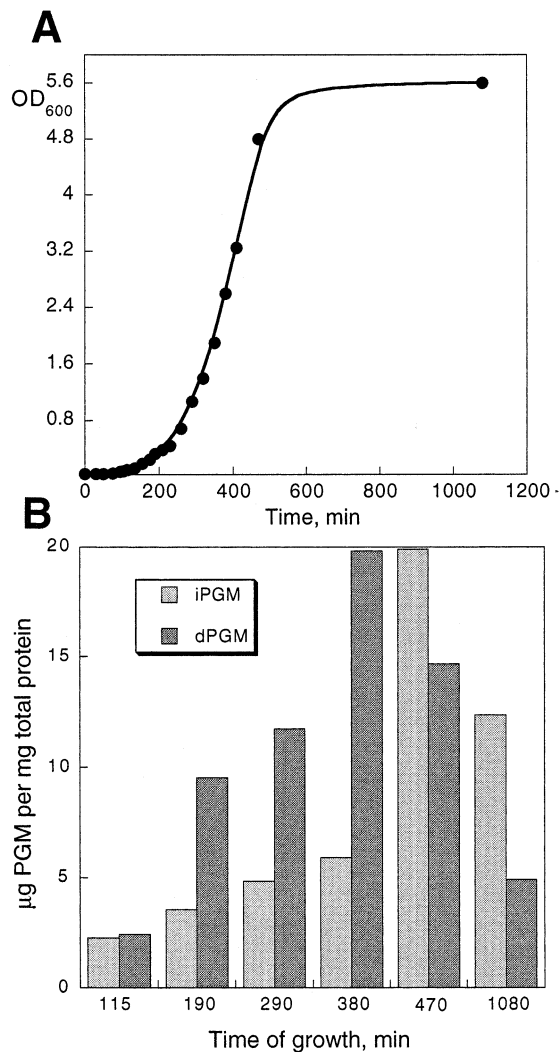 A
5.6
OD600
4.8
4
3.2
2.4
1.6
0.8
0 200 400 600 800 1000 1200
Time, min
B
20
iPGM
dPGM
15
10
5
0
µg PGM per mg total protein
115 190 290 380 470 1080
Time of growth, min